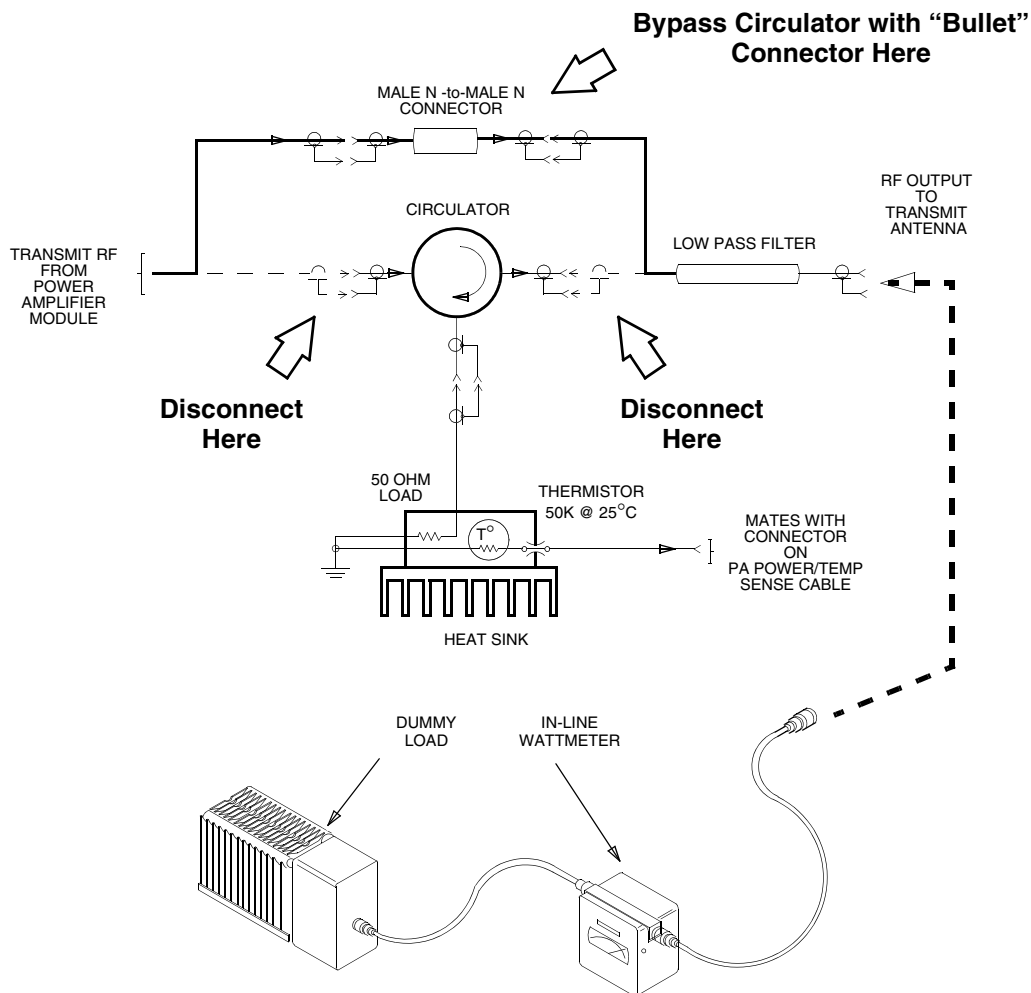 Bypass Circulator with “Bullet”
Connector Here
MALE N -to-MALE N
CONNECTOR
RF OUTPUT
TO
TRANSMIT
ANTENNA
CIRCULATOR
LOW PASS FILTER
TRANSMIT RF
FROM
POWER
AMPLIFIER
MODULE
Disconnect
Here
Disconnect
Here
50 OHM
LOAD
THERMISTOR
50K @ 25°C
T°
MATES WITH
CONNECTOR
ON
PA POWER/TEMP
SENSE CABLE
HEAT SINK
DUMMY
LOAD
IN-LINE
WATTMETER